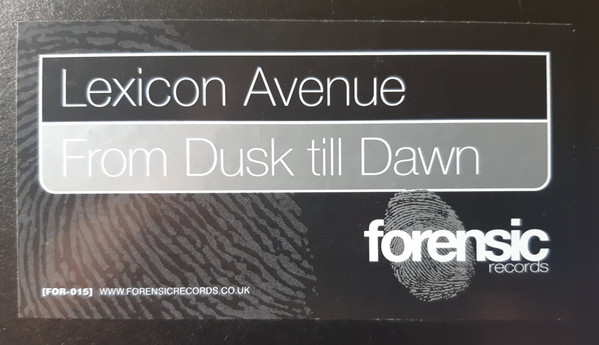 Lexicon Avenue
From Dusk till Dawn
forensic
records
[FOR-015] WWW.FORENSICRECORDS.CO.UK